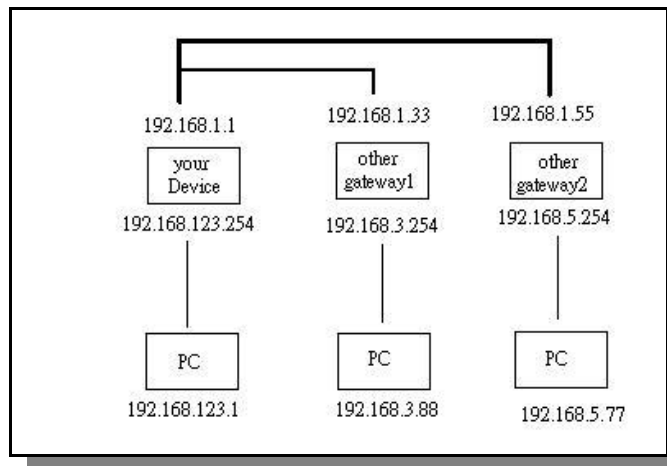 192.168.1.1
192.168.1.33
192.168.1.55
your
Device
other
gateway1
other
gateway2
192.168.123.254
192.168.3.254
192.168.5.254
PC
PC
PC
192.168.123.1
192.168.3.88
192.168.5.77